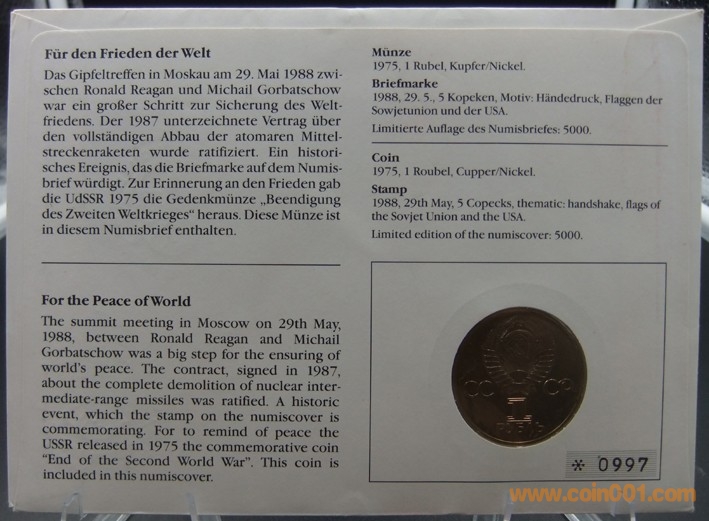 Für den Frieden der Welt
Das Gipfeltreffen in Moskau am 29. Mai 1988 zwi-
schen Ronald Reagan und Michail Gorbatschow
war ein großer Schritt zur Sicherung des Welt-
friedens. Der 1987 unterzeichnete Vertrag über
den vollständigen Abbau der atomaren Mittel-
streckenraketen wurde ratifiziert. Ein histori-
sches Ereignis, das die Briefmarke auf dem Numis-
brief würdigt. Zur Erinnerung an den Frieden gab
die UdSSR 1975 die Gedenkmünze „Beendigung
des Zweiten Weltkrieges“ heraus. Diese Münze ist
in diesem Numisbrief enthalten.
For the Peace of World
The summit meeting in Moscow on 29th May,
1988, between Ronald Reagan and Michail
Gorbatschow was a big step for the ensuring of
world's peace. The contract, signed in 1987,
about the complete demolition of nuclear inter-
mediate-range missiles was ratified. A historic
event, which the stamp on the numiscover is
commemorating. For to remind of peace the
USSR released in 1975 the commemorative coin
“End of the Second World War”. This coin is
included in this numiscover.
Münze
1975, 1 Rubel, Kupfer/Nickel.
Briefmarke
1988, 29. 5., 5 Kopeken, Motiv: Händedruck, Flaggen der
Sowjetunion und der USA.
Limitierte Auflage des Numisbriefes: 5000.
Coin
1975, 1 Roubel, Cupper/Nickel.
Stamp
1988, 29th May, 5 Copecks, thematic: handshake, flags of
the Sovjet Union and the USA.
Limited edition of the numiscover: 5000.
СС СР
1
РУБЛЬ
* 0997
www.coin001.com